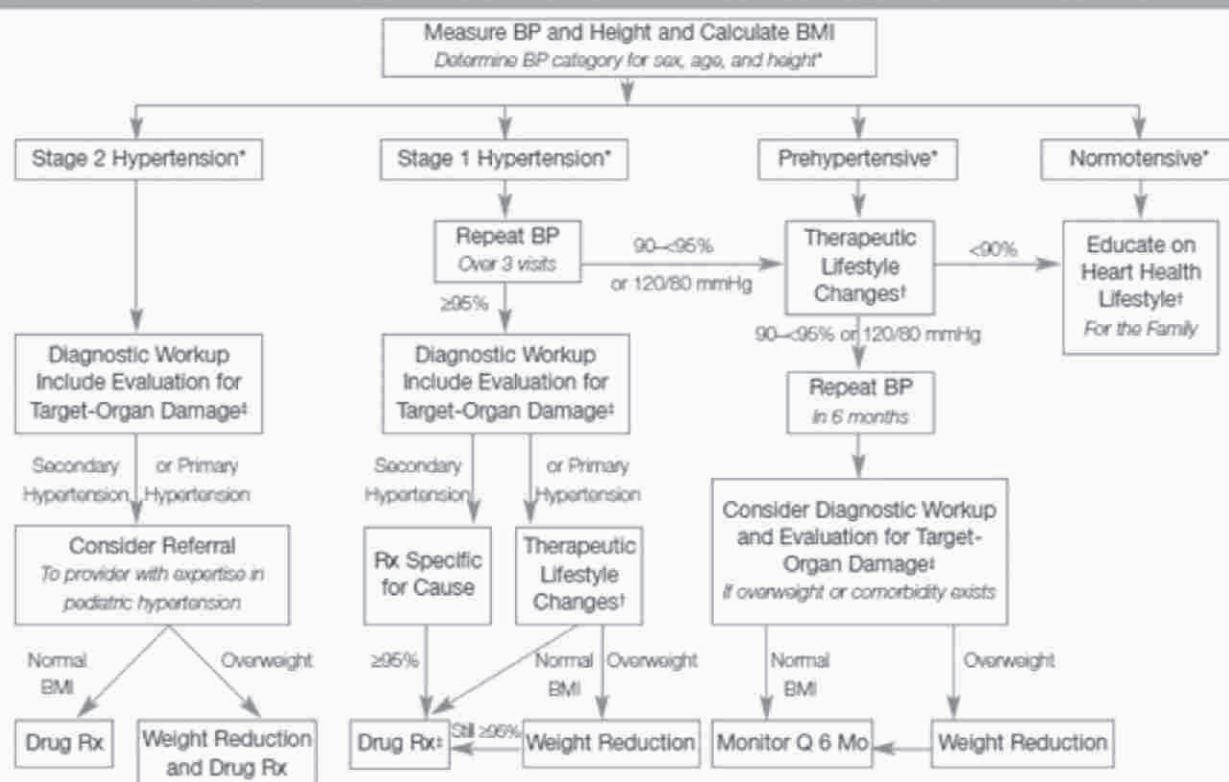 Measure BP and Height and Calculate BMI
Determine BP category for sex, age, and height*
Stage 2 Hypertension*
Stage 1 Hypertension*
Prehypertensive*
Normotensive*
Repeat BP
Over 3 visits
90–<95%
or 120/80 mmHg
Therapeutic
Lifestyle
Changes†
<90%
Educate on
Heart Health
Lifestyle†
For the Family
≥95%
90–<95% or 120/80 mmHg
Diagnostic Workup
Include Evaluation for
Target-Organ Damage‡
Diagnostic Workup
Include Evaluation for
Target-Organ Damage‡
Repeat BP
In 6 months
Secondary
Hypertension
or Primary
Hypertension
Secondary
Hypertension
or Primary
Hypertension
Consider Referral
To provider with expertise in
pediatric hypertension
Rx Specific
for Cause
Therapeutic
Lifestyle
Changes†
Consider Diagnostic Workup
and Evaluation for Target-
Organ Damage‡
If overweight or comorbidity exists
Normal
BMI
Overweight
≥95%
Normal
BMI
Overweight
Normal
BMI
Overweight
Drug Rx
Weight Reduction
and Drug Rx
Drug Rx‡
Still ≥95%
Weight Reduction
Monitor Q 6 Mo
Weight Reduction